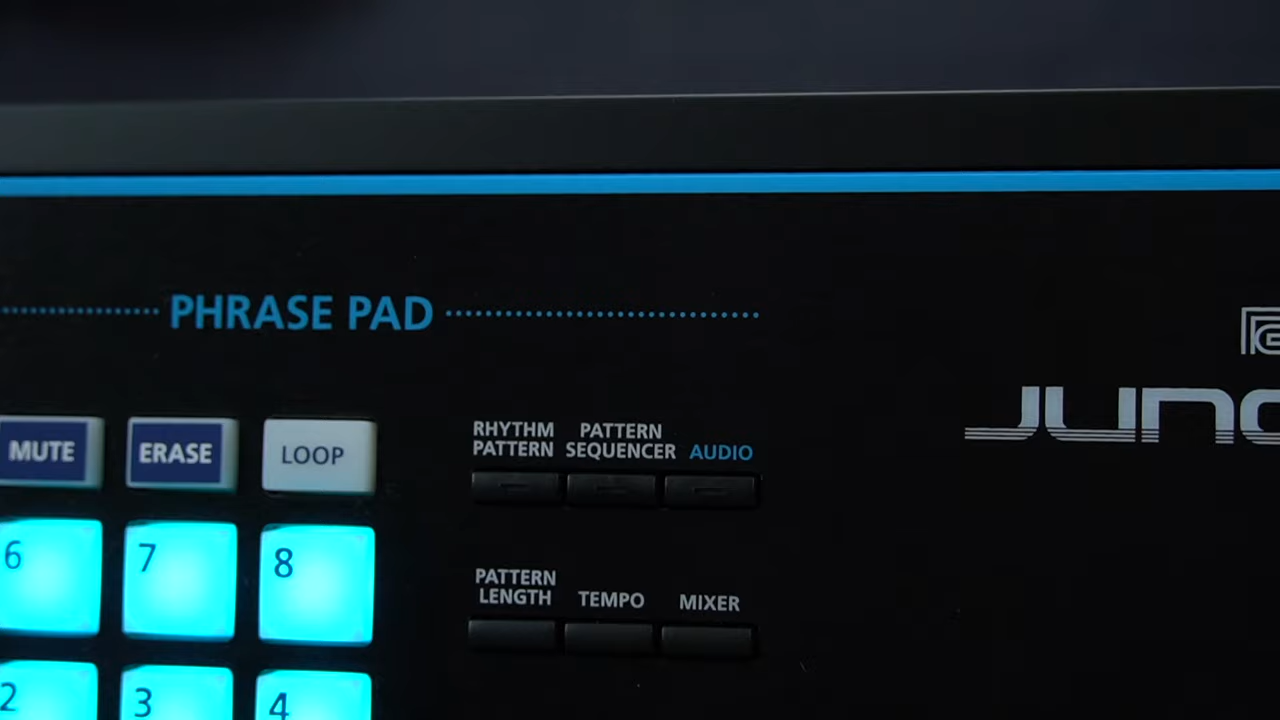 PHRASE PAD
MUTE
ERASE
LOOP
RHYTHM
PATTERN
PATTERN
SEQUENCER
AUDIO
6
7
8
PATTERN
LENGTH
TEMPO
MIXER
2
3
4